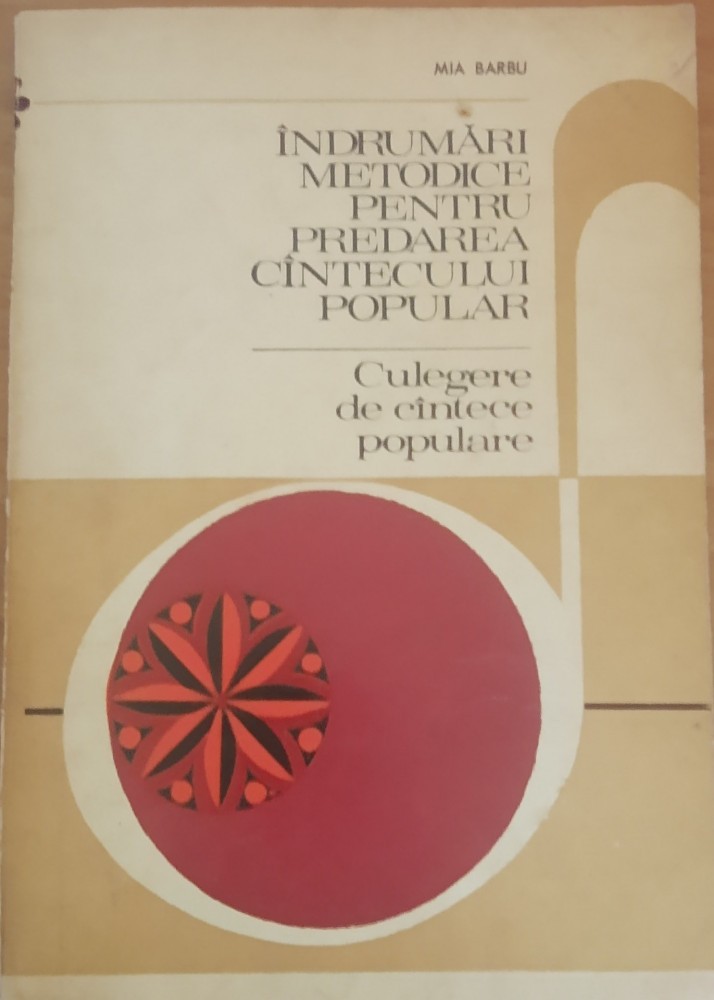 MIA BARBU
ÎNDRUMĂRI
METODICE
PENTRU
PREDAREA
CÎNTECULUI
POPULAR
Culegere
de cîntece
populare